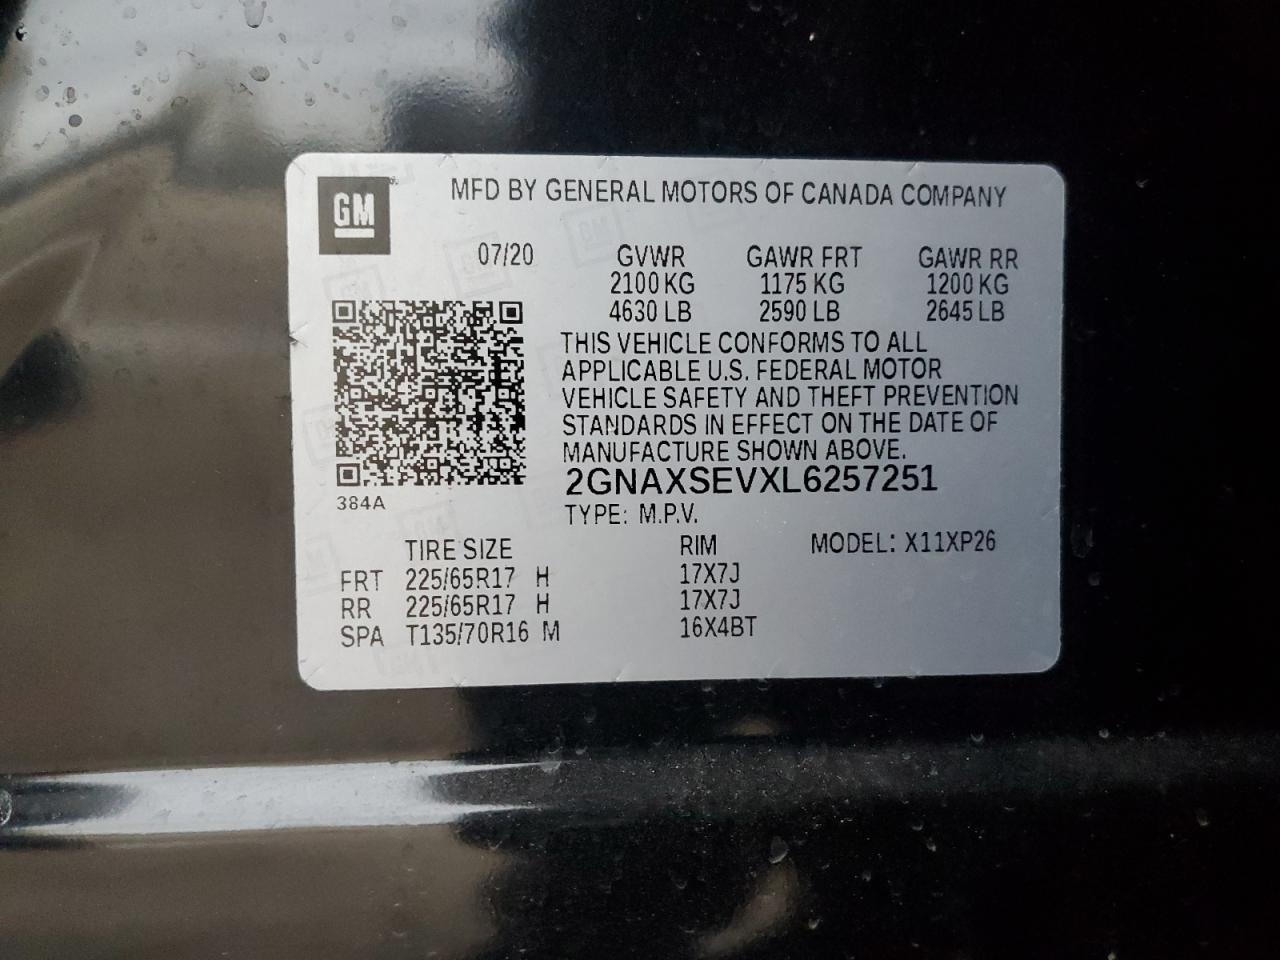 GM
MFD BY GENERAL MOTORS OF CANADA COMPANY
07/20 GVWR GAWR FRT GAWR RR
2100 KG 1175 KG 1200 KG
4630 LB 2590 LB 2645 LB
THIS VEHICLE CONFORMS TO ALL
APPLICABLE U.S. FEDERAL MOTOR
VEHICLE SAFETY AND THEFT PREVENTION
STANDARDS IN EFFECT ON THE DATE OF
MANUFACTURE SHOWN ABOVE.
2GNAXSEVXL6257251
384A
TYPE: M.P.V.
TIRE SIZE RIM MODEL: X11XP26
FRT 225/65R17 H 17X7J
RR 225/65R17 H 17X7J
SPA T135/70R16 M 16X4BT